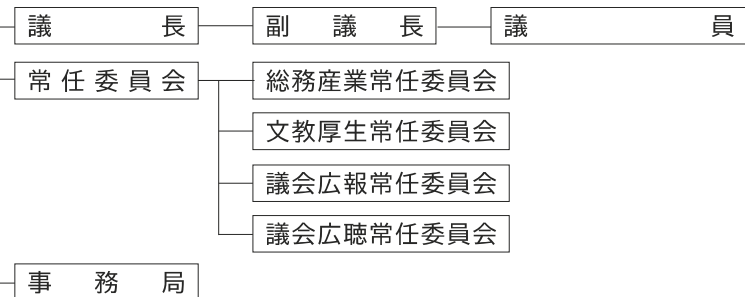 議長 副議長 議員
常任委員会 総務産業常任委員会
文教厚生常任委員会
議会広報常任委員会
議会広聴常任委員会
事務局